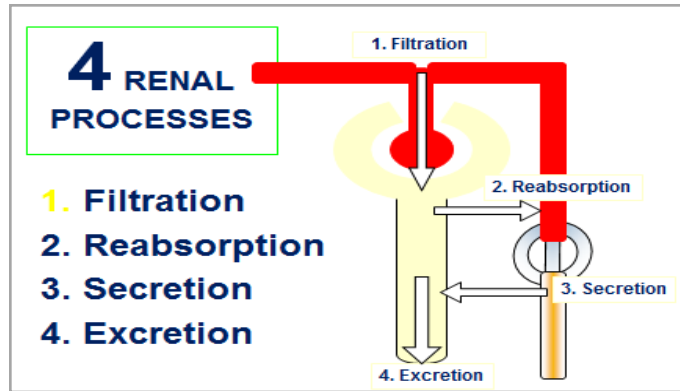 4 RENAL
PROCESSES
1. Filtration
2. Reabsorption
3. Secretion
4. Excretion
1. Filtration
2. Reabsorption
3. Secretion
4. Excretion